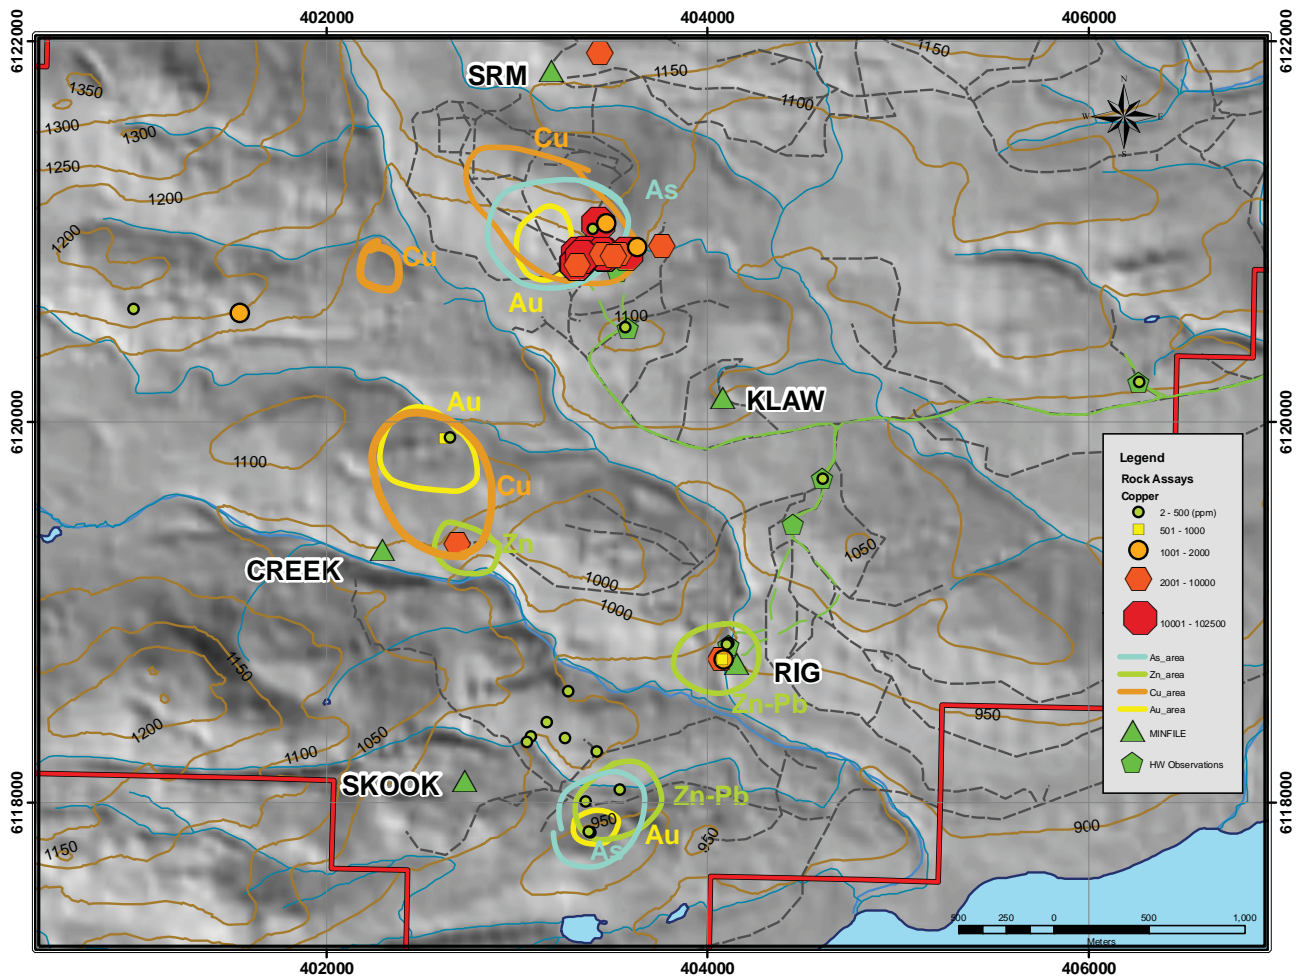 402000 404000 406000
6122000 6122000
SRM
1150
1150
1100
N
W E
S
1350
1300
1300
1250
1200
1200
Cu
As
Cu
Au
1100
KLAW
6120000 6120000
Au
Cu
1100
Zn
CREEK
1000
1000
1050
RIG
Zn-Pb
1150
1200
1050
1100
950
SKOOK
Zn-Pb
950
Au
As
950
900
1150
6118000 6118000
Legend
Rock Assays
Copper
2 - 500 (ppm)
501 - 1000
1001 - 2000
2001 - 10000
10001 - 102500
As_area
Zn_area
Cu_area
Au_area
MINFILE
HW Observations
500 250 0 500 1,000
Meters
402000 404000 406000